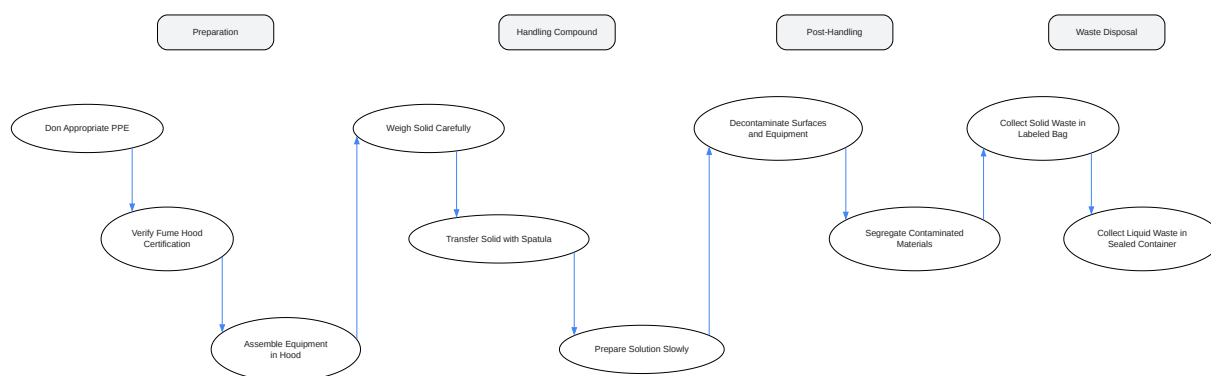 Preparation
Handling Compound
Post-Handling
Waste Disposal
Don Appropriate PPE
Weigh Solid Carefully
Decontaminate Surfaces
and Equipment
Collect Solid Waste in
Labeled Bag
Verify Fume Hood
Certification
Transfer Solid with Spatula
Segregate Contaminated
Materials
Collect Liquid Waste in
Sealed Container
Assemble Equipment
in Hood
Prepare Solution Slowly